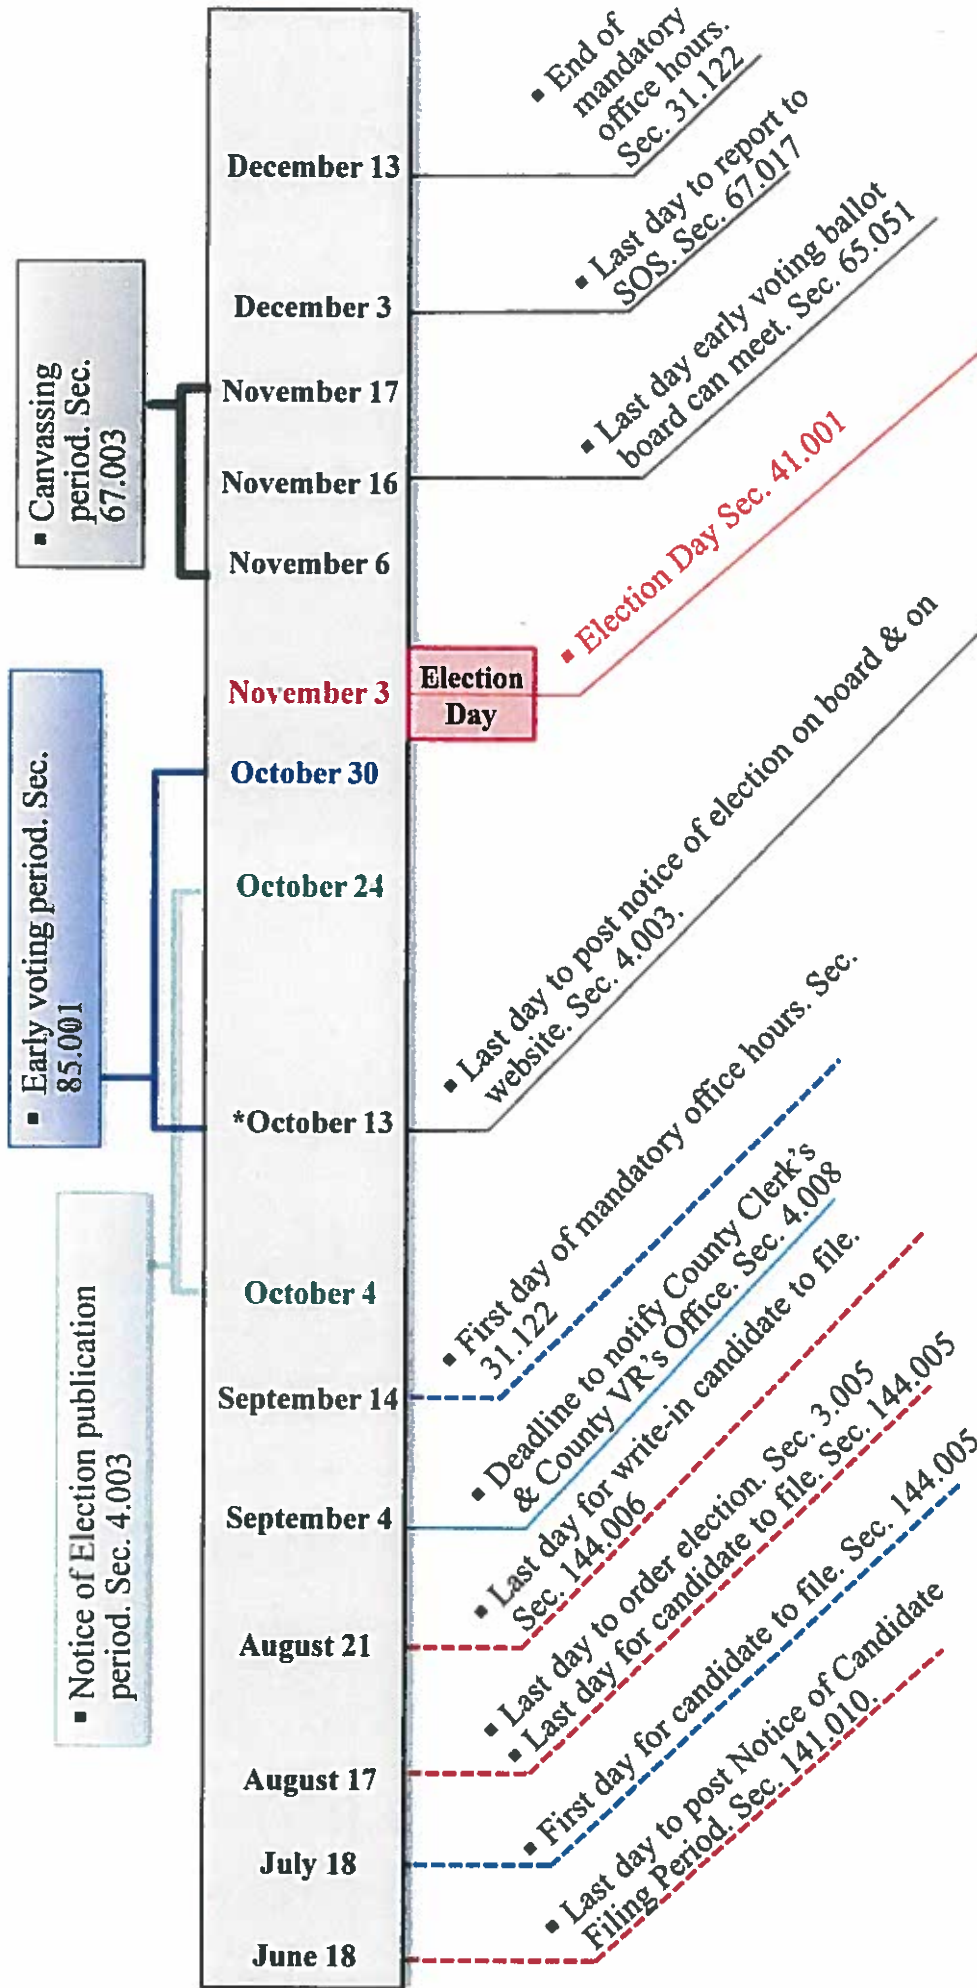 ▪ Canvassing
period. Sec.
67.003
▪ Early voting period. Sec.
85.001
▪ Notice of Election publication
period. Sec. 4.003
December 13
December 3
November 17
November 16
November 6
November 3
October 30
October 24
*October 13
October 4
September 14
September 4
August 21
August 17
July 18
June 18
Election
Day
▪ End of
mandatory
office hours.
Sec. 31.122
▪ Last day to report to
SOS. Sec. 67.017
▪ Last day early voting ballot
board can meet. Sec. 65.051
▪ Election Day Sec. 41.001
▪ Last day to post notice of election on board & on
website. Sec. 4.003.
▪ First day of mandatory office hours. Sec.
31.122
▪ Deadline to notify County Clerk's
& County VR's Office. Sec. 4.008
▪ Last day for write-in candidate to file.
Sec. 144.006
▪ Last day to order election. Sec. 3.005
▪ Last day for candidate to file. Sec. 144.005
▪ First day for candidate to file. Sec. 144.005
▪ Last day to post Notice of Candidate
Filing Period. Sec. 141.010.